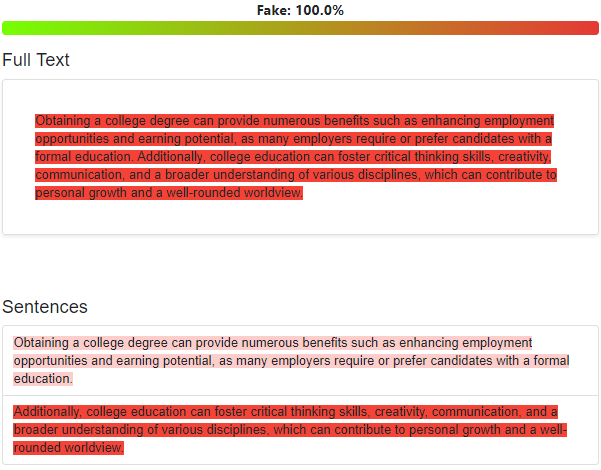 Fake: 100.0%
Full Text
Obtaining a college degree can provide numerous benefits such as enhancing employment
opportunities and earning potential, as many employers require or prefer candidates with a
formal education. Additionally, college education can foster critical thinking skills, creativity,
communication, and a broader understanding of various disciplines, which can contribute to
personal growth and a well-rounded worldview.
Sentences
Obtaining a college degree can provide numerous benefits such as enhancing employment
opportunities and earning potential, as many employers require or prefer candidates with a formal
education.
Additionally, college education can foster critical thinking skills, creativity, communication, and a
broader understanding of various disciplines, which can contribute to personal growth and a well-
rounded worldview.